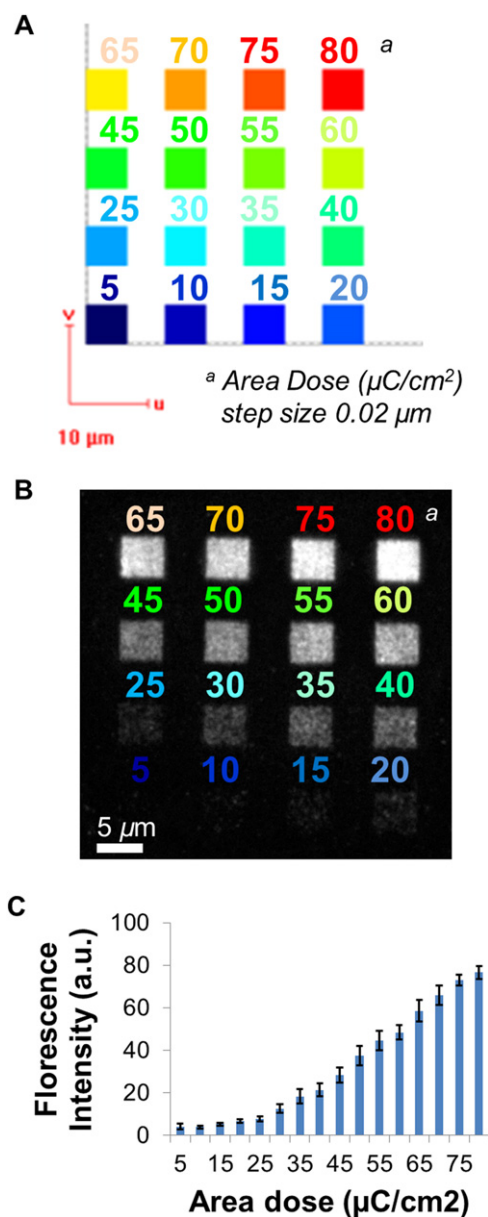 A
65 70 75 80 a
45 50 55 60
25 30 35 40
5 10 15 20
v
u
10 µm
a Area Dose (µC/cm2)
step size 0.02 µm
B
65 70 75 80 a
45 50 55 60
25 30 35 40
5 10 15 20
5 µm
C
Florescence
Intensity (a.u.)
100
80
60
40
20
0
5 15 25 35 45 55 65 75
Area dose (µC/cm2)